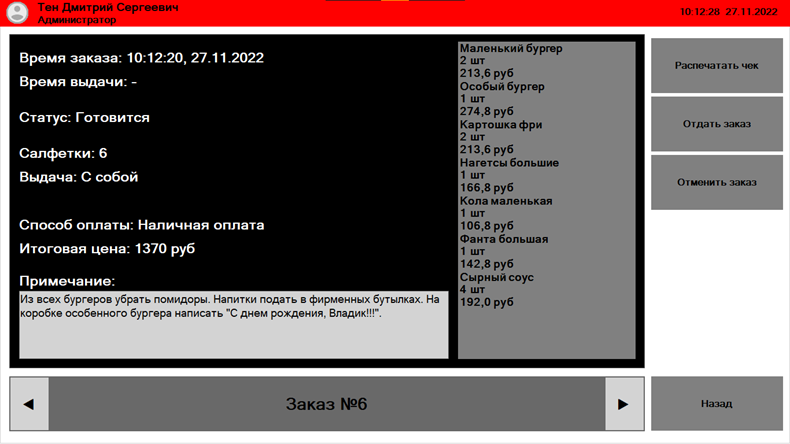 Тен Дмитрий Сергеевич
Администратор
10:12:28 27.11.2022
Время заказа: 10:12:20, 27.11.2022
Время выдачи: -
Статус: Готовится
Салфетки: 6
Выдача: С собой
Способ оплаты: Наличная оплата
Итоговая цена: 1370 руб
Примечание:
Из всех бургеров убрать помидоры. Напитки подать в фирменных бутылках. На
коробке особенного бургера написать "С днем рождения, Владик!!!".
Маленький бургер
2 шт
213,6 руб
Особый бургер
1 шт
274,8 руб
Картошка фри
2 шт
213,6 руб
Нагетсы большие
1 шт
166,8 руб
Кола маленькая
1 шт
106,8 руб
Фанта большая
1 шт
142,8 руб
Сырный соус
4 шт
192,0 руб
Распечатать чек
Отдать заказ
Отменить заказ
Заказ №6
Назад